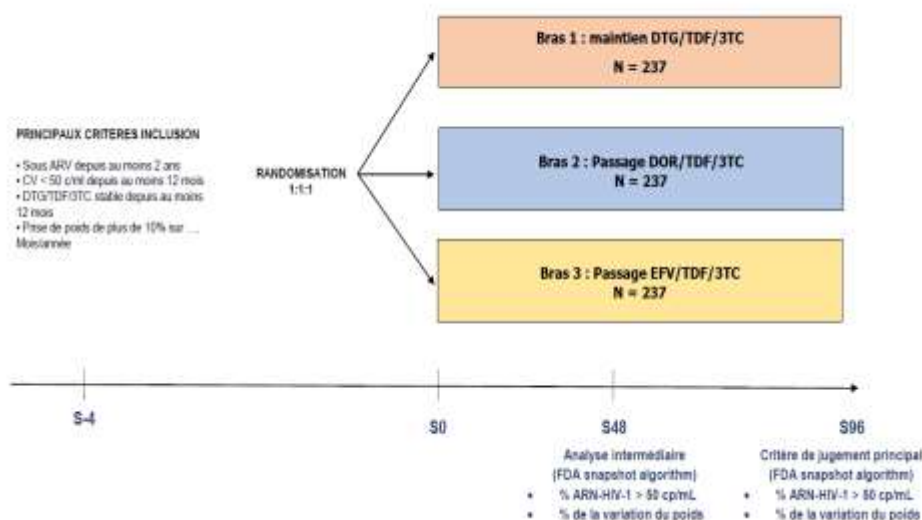 Bras 1 : maintien DTG/TDF/3TC
N = 237
PRINCIPAUX CRITERES INCLUSION
• Sous ARV depuis au moins 2 ans
• CV < 50 c/ml depuis au moins 12 mois
• DTG/TDF/3TC stable depuis au moins
12 mois
• Prise de poids de plus de 10% sur ....
Mois/année
RANDOMISATION
1:1:1
Bras 2 : Passage DOR/TDF/3TC
N = 237
Bras 3 : Passage EFV/TDF/3TC
N = 237
S-4
S0
S48
S96
Analyse intermédiaire
(FDA snapshot algorithm)
• % ARN-HIV-1 > 50 cp/mL
• % de la variation du poids
Critère de jugement principal
(FDA snapshot algorithm)
• % ARN-HIV-1 > 50 cp/mL
• % de la variation du poids